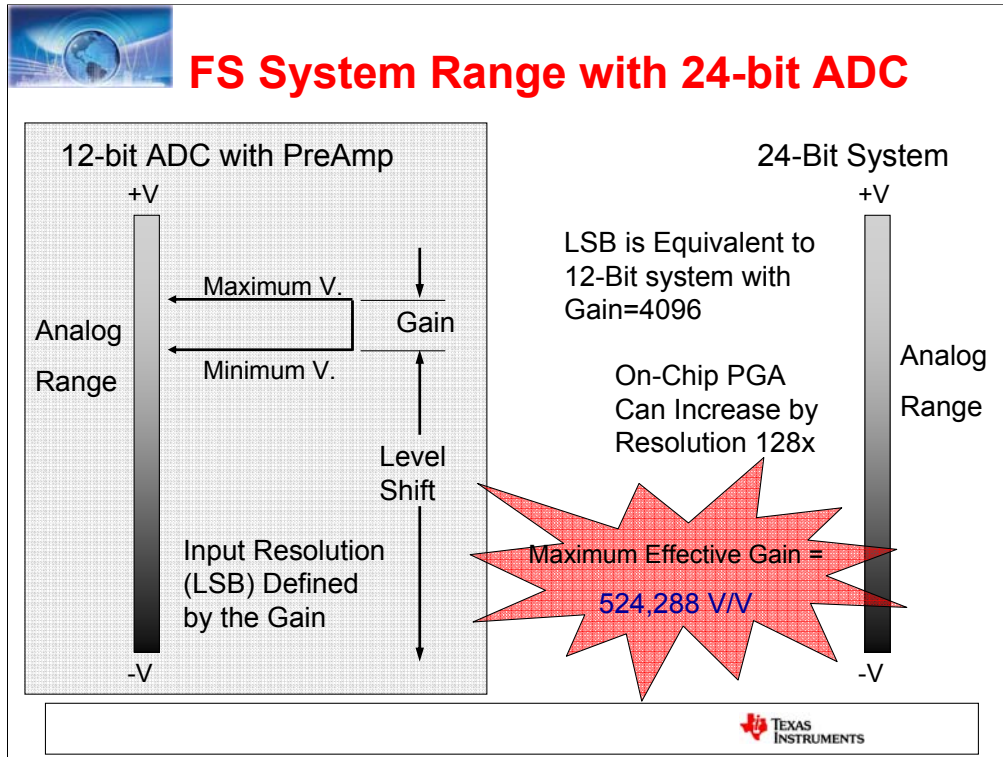 FS System Range with 24-bit ADC
12-bit ADC with PreAmp
+V
Maximum V.
Gain
Analog
Range
Minimum V.
Level
Shift
Input Resolution
(LSB) Defined
by the Gain
-V
24-Bit System
+V
LSB is Equivalent to
12-Bit system with
Gain=4096
Analog
Range
On-Chip PGA
Can Increase by
Resolution 128x
Maximum Effective Gain =
524,288 V/V
-V
TEXAS
INSTRUMENTS